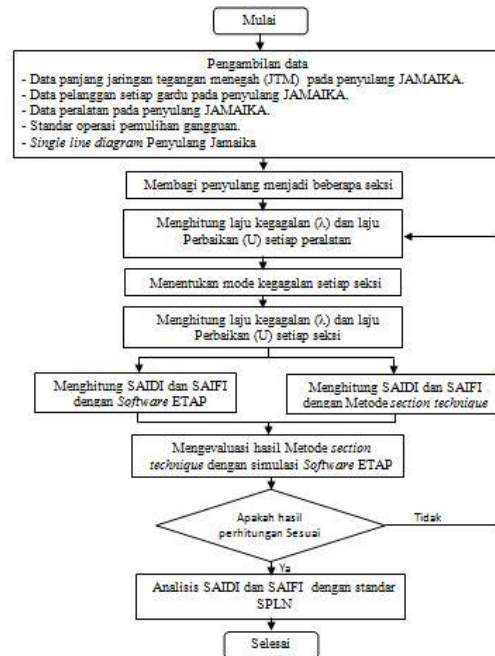 Mulai
Pengambilan data
- Data panjang jaringan tegangan menegah (JTM) pada penyulang JAMAIKA.
- Data pelanggan setiap gardu pada penyulang JAMAIKA.
- Data peralatan pada penyulang JAMAIKA.
- Standar operasi pemulihan gangguan.
- Single line diagram Penyulang Jamaika
Membagi penyulang menjadi beberapa seksi
Menghitung laju kegagalan (λ) dan laju
Perbaikan (U) setiap peralatan
Menentukan mode kegagalan setiap seksi
Menghitung laju kegagalan (λ) dan laju
Perbaikan (U) setiap seksi
Menghitung SAIDI dan SAIFI
dengan Software ETAP
Menghitung SAIDI dan SAIFI
dengan Metode section technique
Mengevaluasi hasil Metode section
technique dengan simulasi Software ETAP
Apakah hasil
perhitungan Sesuai
Tidak
Ya
Analisis SAIDI dan SAIFI dengan standar
SPLN
Selesai